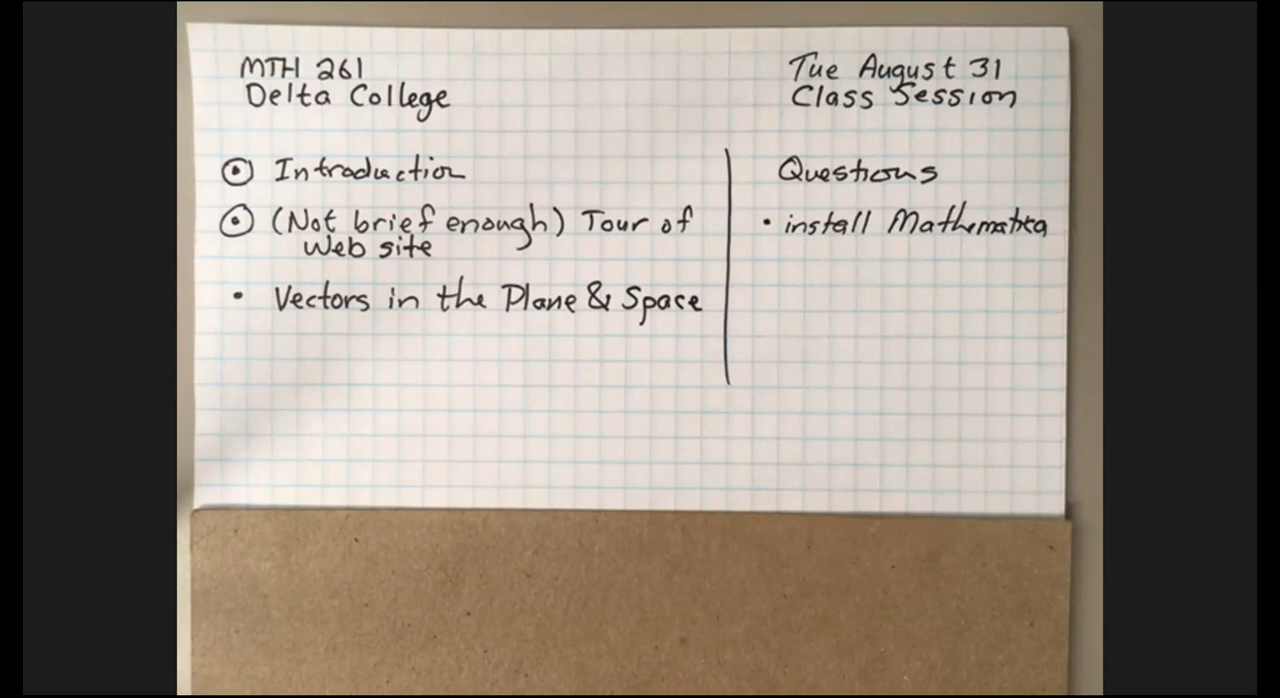 MTH 261
Delta College
Tue August 31
Class Session
⊙ Introduction
⊙ (Not brief enough) Tour of
Web site
• Vectors in the Plane & Space
Questions
• install Mathematica